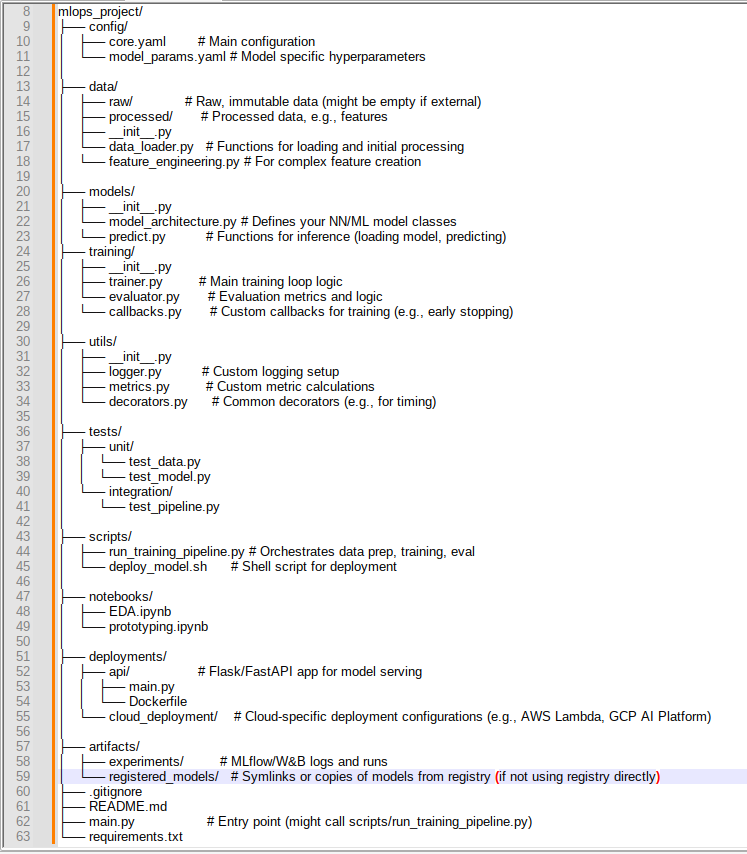 8 mlops_project/
9 ├── config/
10 │   ├── core.yaml          # Main configuration
11 │   └── model_params.yaml # Model specific hyperparameters
12 │
13 ├── data/
14 │   ├── raw/                # Raw, immutable data (might be empty if external)
15 │   ├── processed/        # Processed data, e.g., features
16 │   ├── __init__.py
17 │   ├── data_loader.py   # Functions for loading and initial processing
18 │   └── feature_engineering.py # For complex feature creation
19 │
20 ├── models/
21 │   ├── __init__.py
22 │   ├── model_architecture.py # Defines your NN/ML model classes
23 │   └── predict.py            # Functions for inference (loading model, predicting)
24 ├── training/
25 │   ├── __init__.py
26 │   ├── trainer.py           # Main training loop logic
27 │   ├── evaluator.py        # Evaluation metrics and logic
28 │   └── callbacks.py        # Custom callbacks for training (e.g., early stopping)
29 │
30 ├── utils/
31 │   ├── __init__.py
32 │   ├── logger.py            # Custom logging setup
33 │   ├── metrics.py           # Custom metric calculations
34 │   └── decorators.py       # Common decorators (e.g., for timing)
35 │
36 ├── tests/
37 │   ├── unit/
38 │   │   └── test_data.py
39 │   │   └── test_model.py
40 │   └── integration/
41 │       └── test_pipeline.py
42 │
43 ├── scripts/
44 │   ├── run_training_pipeline.py # Orchestrates data prep, training, eval
45 │   └── deploy_model.sh       # Shell script for deployment
46 │
47 ├── notebooks/
48 │   ├── EDA.ipynb
49 │   └── prototyping.ipynb
50 │
51 ├── deployments/
52 │   ├── api/                     # Flask/FastAPI app for model serving
53 │   │   ├── main.py
54 │   │   └── Dockerfile
55 │   └── cloud_deployment/     # Cloud-specific deployment configurations (e.g., AWS Lambda, GCP AI Platform)
56 │
57 ├── artifacts/
58 │   ├── experiments/           # MLflow/W&B logs and runs
59 │   └── registered_models/   # Symlinks or copies of models from registry (if not using registry directly)
60 ├── .gitignore
61 ├── README.md
62 ├── main.py                      # Entry point (might call scripts/run_training_pipeline.py)
63 └── requirements.txt